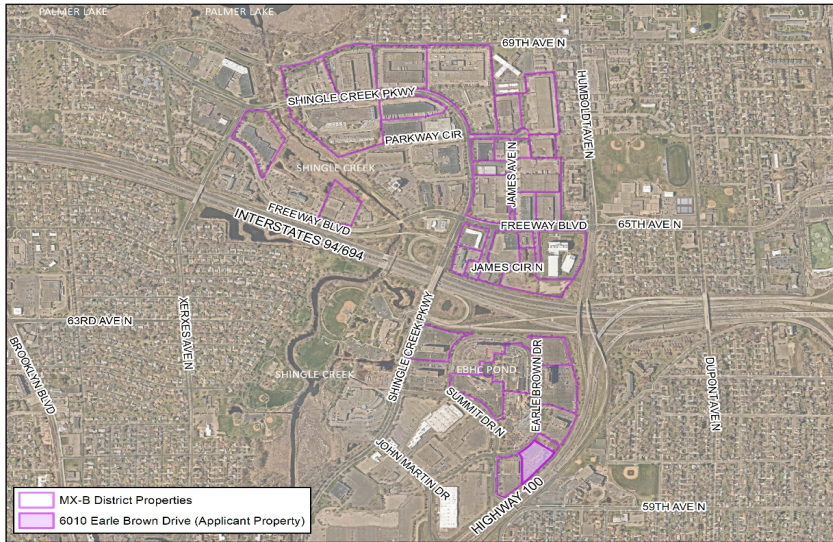 PALMER LAKE
PALMER LAKE
69TH AVE N
HUMBOLDT AVE N
SHINGLE CREEK PKWY
PARKWAY CIR
JAMES AVE N
SHINGLE CREEK
FREEWAY BLVD
FREEWAY BLVD
65TH AVE N
INTERSTATES 94/694
JAMES CIR N
63RD AVE N
XERXES AVE N
SHINGLE CREEK PKWY
BROOKLYN BLVD
SHINGLE CREEK
EBHC POND
EARLE BROWN DR
DUPONT AVE N
SUMMIT DR N
JOHN MARTIN DR
HIGHWAY 100
59TH AVE N
MX-B District Properties
6010 Earle Brown Drive (Applicant Property)